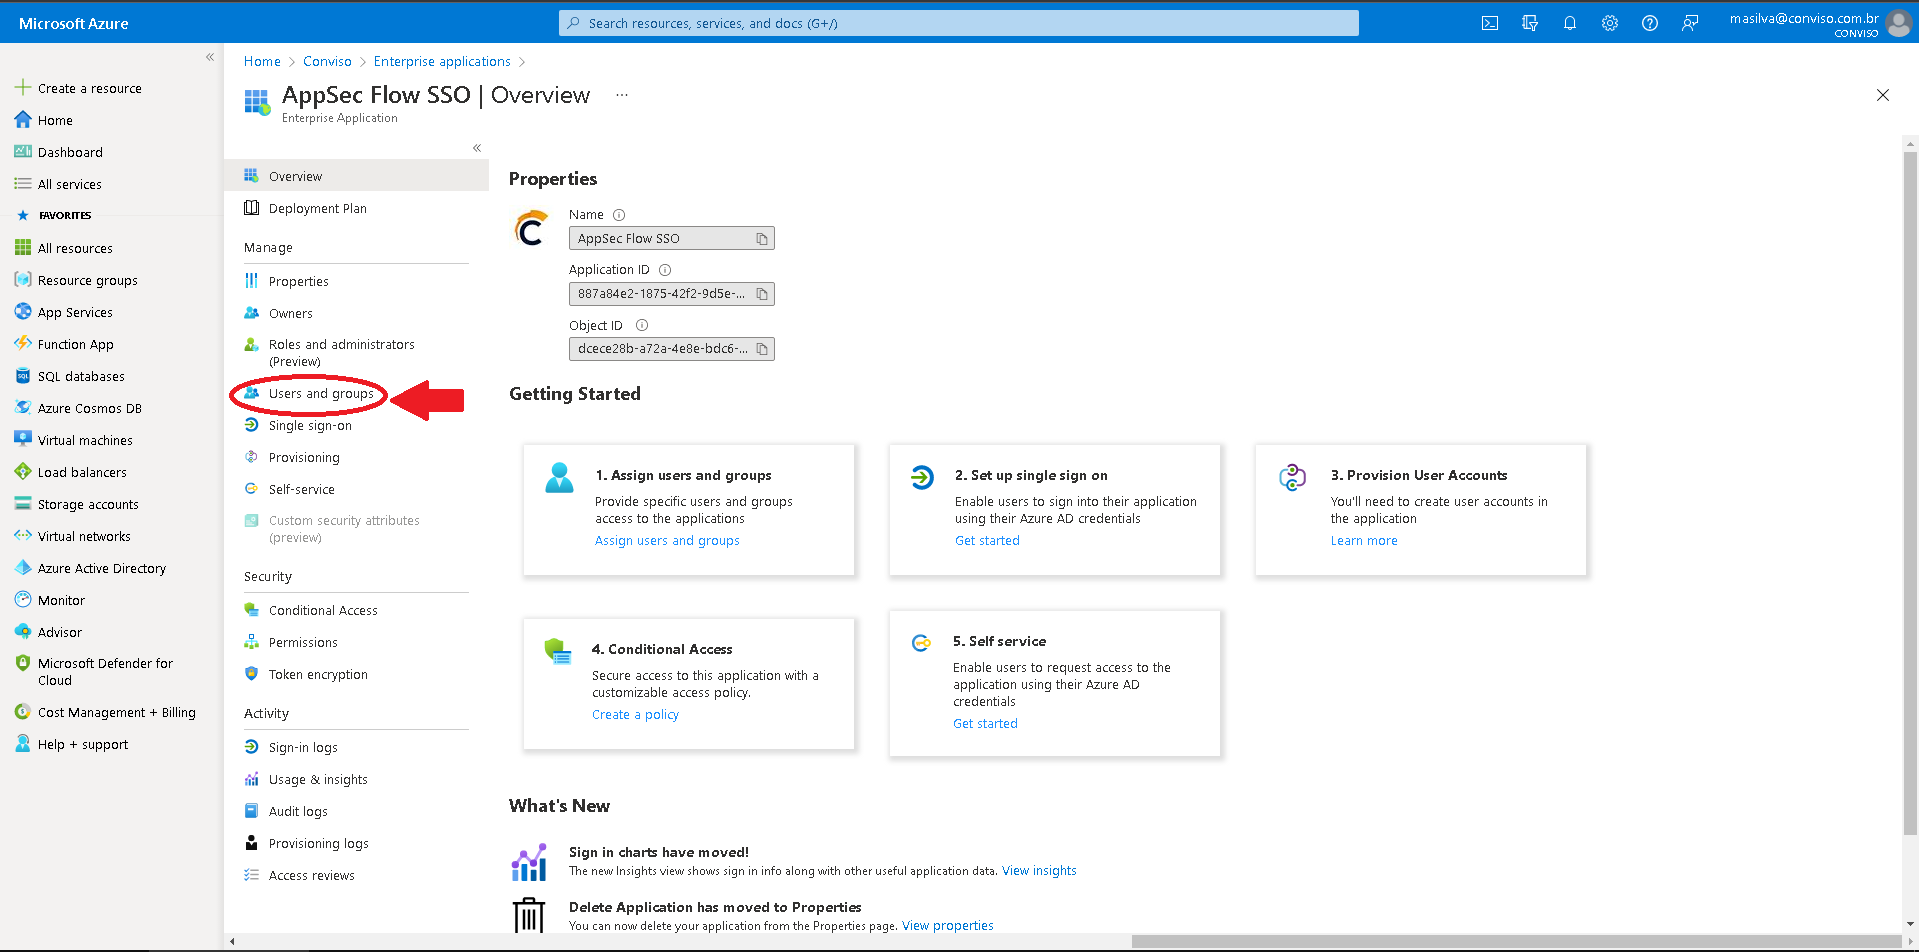 Microsoft Azure
Search resources, services, and docs (G+/)
masilva@conviso.com.br
CONVISO
Create a resource
Home
Dashboard
All services
FAVORITES
All resources
Resource groups
App Services
Function App
SQL databases
Azure Cosmos DB
Virtual machines
Load balancers
Storage accounts
Virtual networks
Azure Active Directory
Monitor
Advisor
Microsoft Defender for
Cloud
Cost Management + Billing
Help + support
Home > Conviso > Enterprise applications >
AppSec Flow SSO | Overview ...
Enterprise Application
Overview
Deployment Plan
Manage
Properties
Owners
Roles and administrators
(Preview)
Users and groups
Single sign-on
Provisioning
Self-service
Custom security attributes
(preview)
Security
Conditional Access
Permissions
Token encryption
Activity
Sign-in logs
Usage & insights
Audit logs
Provisioning logs
Access reviews
Properties
Name
AppSec Flow SSO
Application ID
887a84e2-1875-42f2-9d5e-...
Object ID
dcece28b-a72a-4e8e-bdc6-...
Getting Started
1. Assign users and groups
Provide specific users and groups
access to the applications
Assign users and groups
2. Set up single sign on
Enable users to sign into their application
using their Azure AD credentials
Get started
3. Provision User Accounts
You'll need to create user accounts in
the application
Learn more
4. Conditional Access
Secure access to this application with a
customizable access policy.
Create a policy
5. Self service
Enable users to request access to the
application using their Azure AD
credentials
Get started
What's New
Sign in charts have moved!
The new Insights view shows sign in info along with other useful application data. View insights
Delete Application has moved to Properties
You can now delete your application from the Properties page. View properties